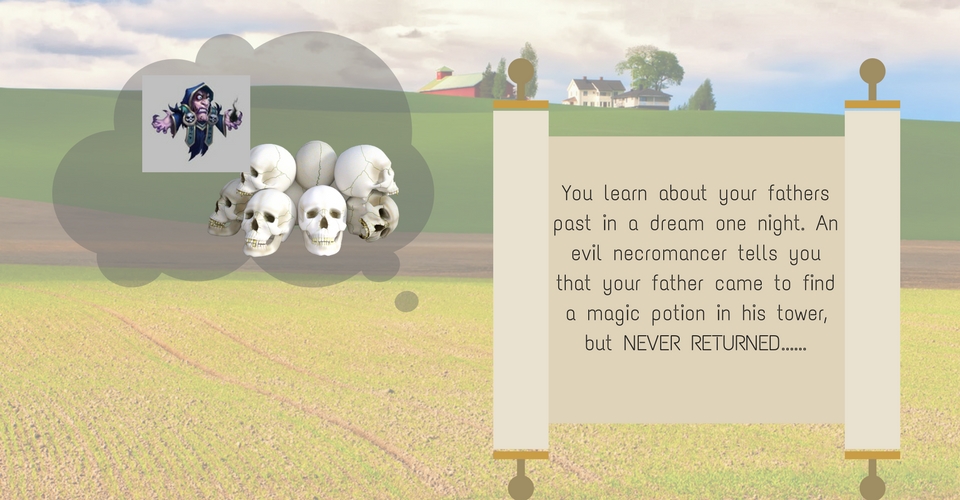 You learn about your fathers
past in a dream one night. An
evil necromancer tells you
that your father came to find
a magic potion in his tower,
but NEVER RETURNED......